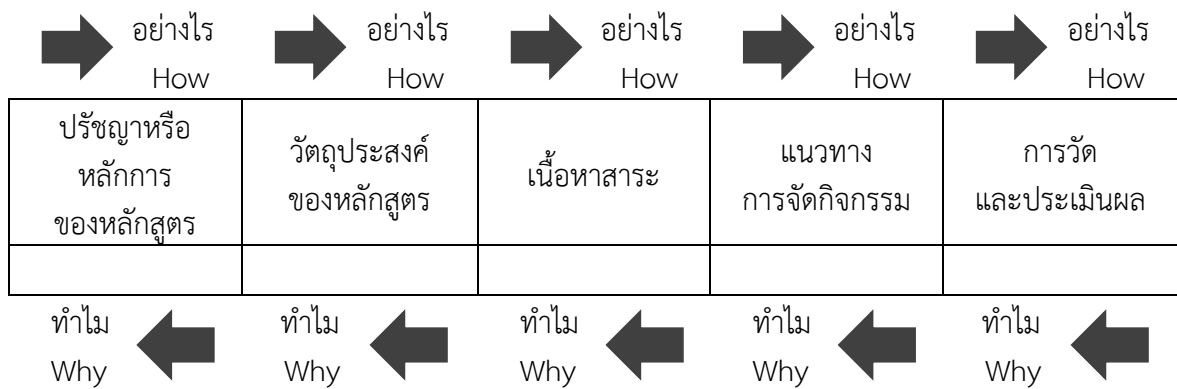 อย่างไร อย่างไร อย่างไร อย่างไร อย่างไร
How How How How How
ปรัชญาหรือ
หลักการ
ของหลักสูตร
วัตถุประสงค์
ของหลักสูตร
เนื้อหาสาระ
แนวทาง
การจัดกิจกรรม
การวัด
และประเมินผล
ทำไม ทำไม ทำไม ทำไม ทำไม
Why Why Why Why Why